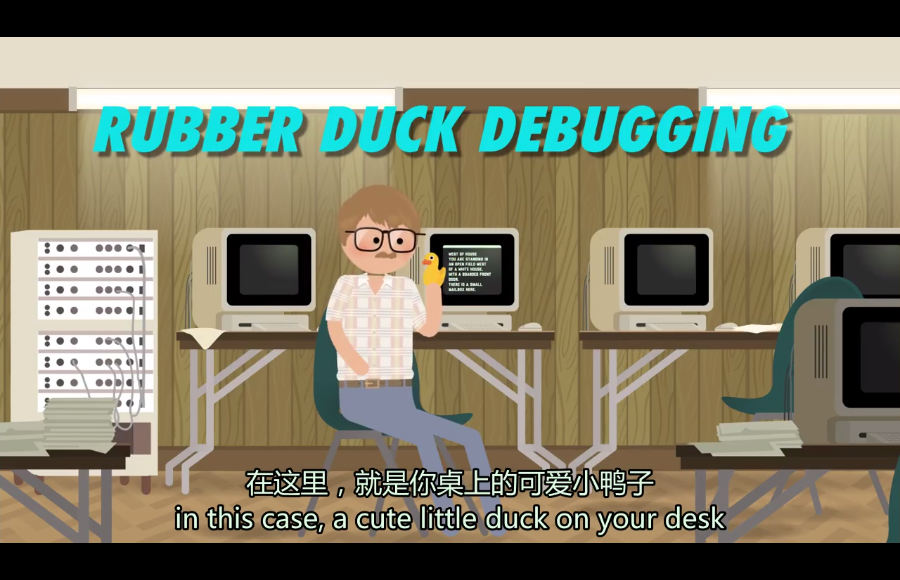 RUBBER DUCK DEBUGGING
WEST OF HOUSE
YOU ARE STANDING IN
AN OPEN FIELD WEST
OF A WHITE HOUSE,
WITH A BOARDED FRONT
DOOR.
THERE IS A SMALL
MAILBOX HERE.
在这里，就是你桌上的可爱小鸭子
in this case, a cute little duck on your desk